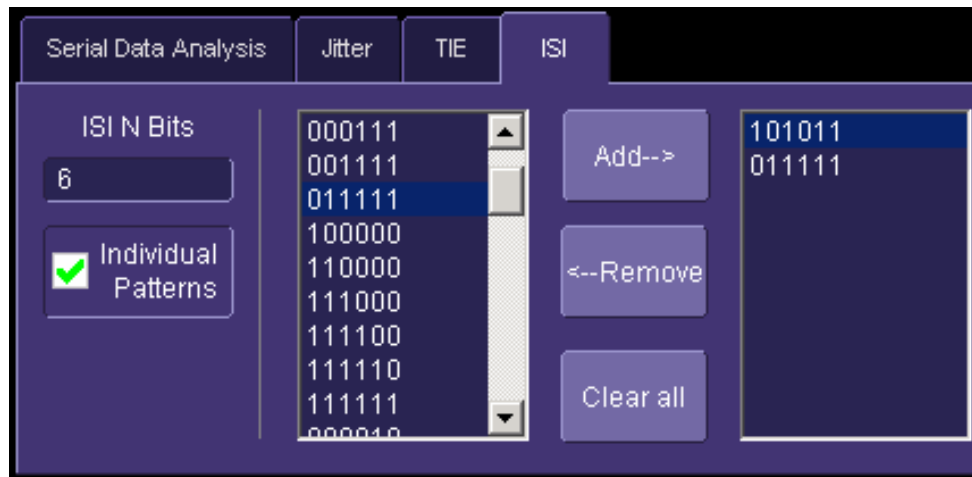 Serial Data Analysis
Jitter
TIE
ISI
ISI N Bits
6
Individual
Patterns
000111
001111
011111
100000
110000
111000
111100
111110
111111
000010
Add-->
<--Remove
Clear all
101011
011111